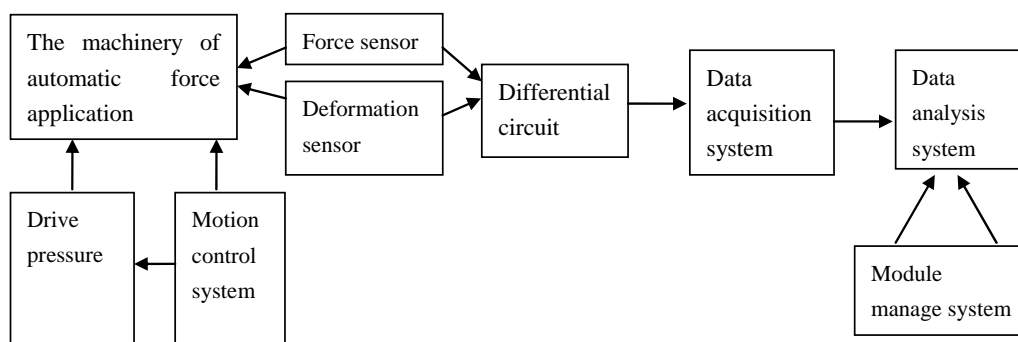 The machinery of
automatic force
application
Force sensor
Deformation
sensor
Differential
circuit
Data
acquisition
system
Data
analysis
system
Drive
pressure
Motion
control
system
Module
manage system